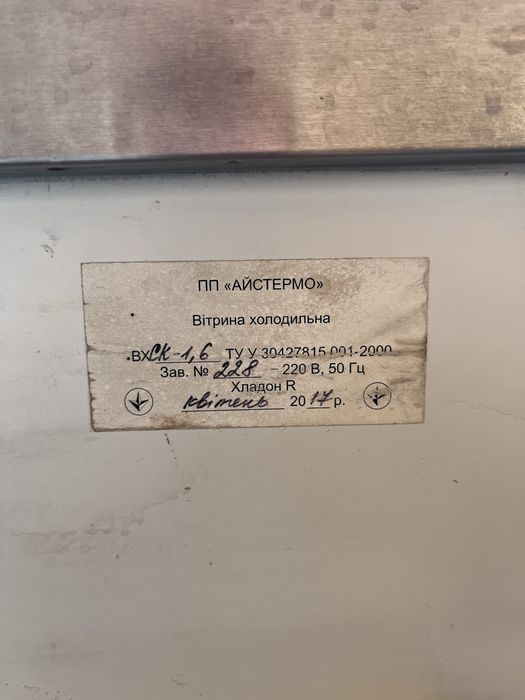 ПП «АЙСТЕРМО»
Вітрина холодильна
ВХСК-1,6 ТУ У 30427815.001-2000
Зав. № 228 ~ 220 В, 50 Гц
Хладон R
квітень 2017 р.